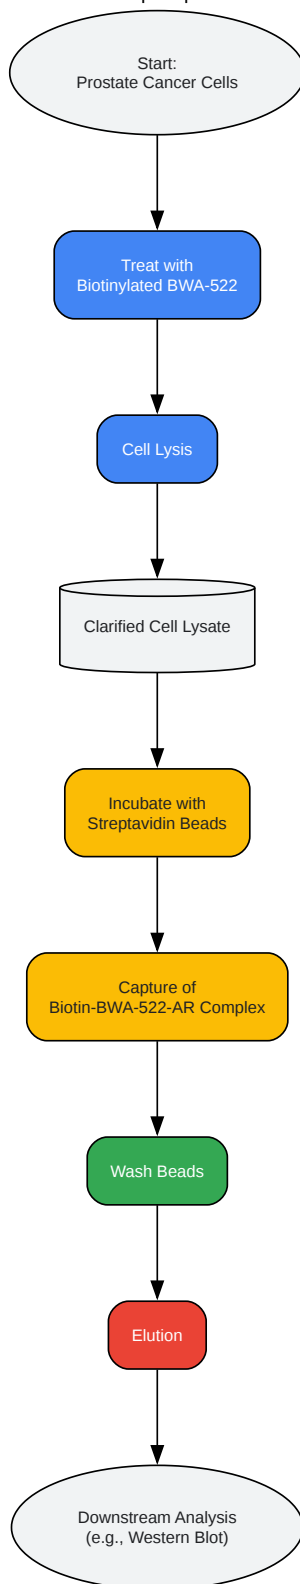 Start:
Prostate Cancer Cells
Treat with
Biotinylated BWA-522
Cell Lysis
Clarified Cell Lysate
Incubate with
Streptavidin Beads
Capture of
Biotin-BWA-522-AR Complex
Wash Beads
Elution
Downstream Analysis
(e.g., Western Blot)